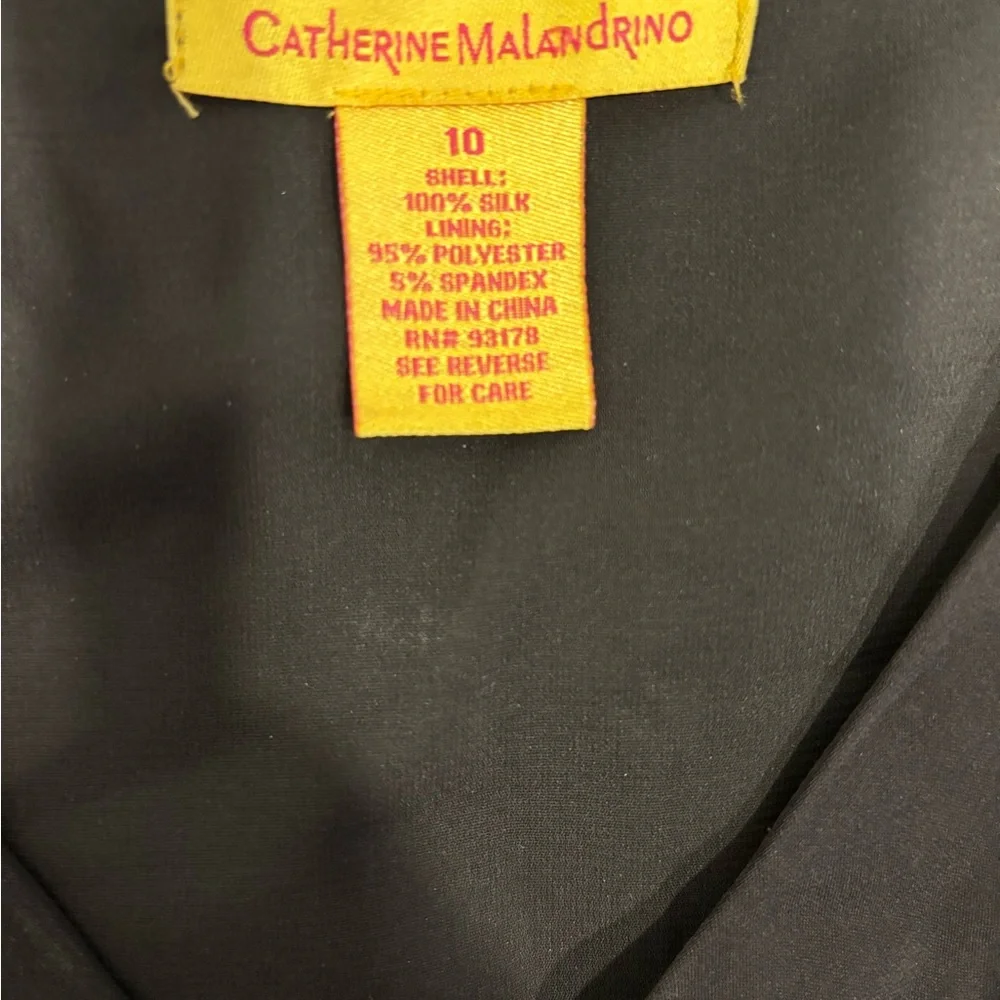 CATHERINE MALANDRINO
10
SHELL:
100% SILK
LINING:
95% POLYESTER
5% SPANDEX
MADE IN CHINA
RN# 93178
SEE REVERSE
FOR CARE